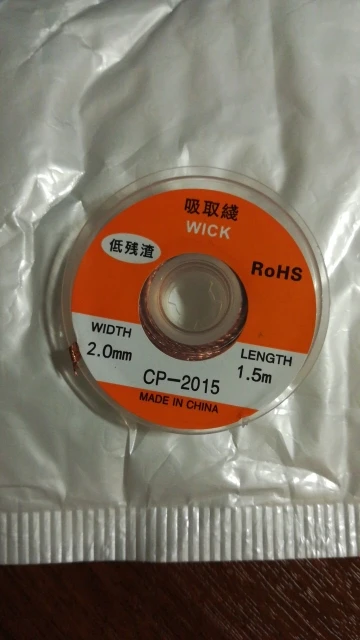 吸取綫
WICK
低残渣
RoHS
WIDTH
2.0mm
LENGTH
1.5m
CP-2015
MADE IN CHINA